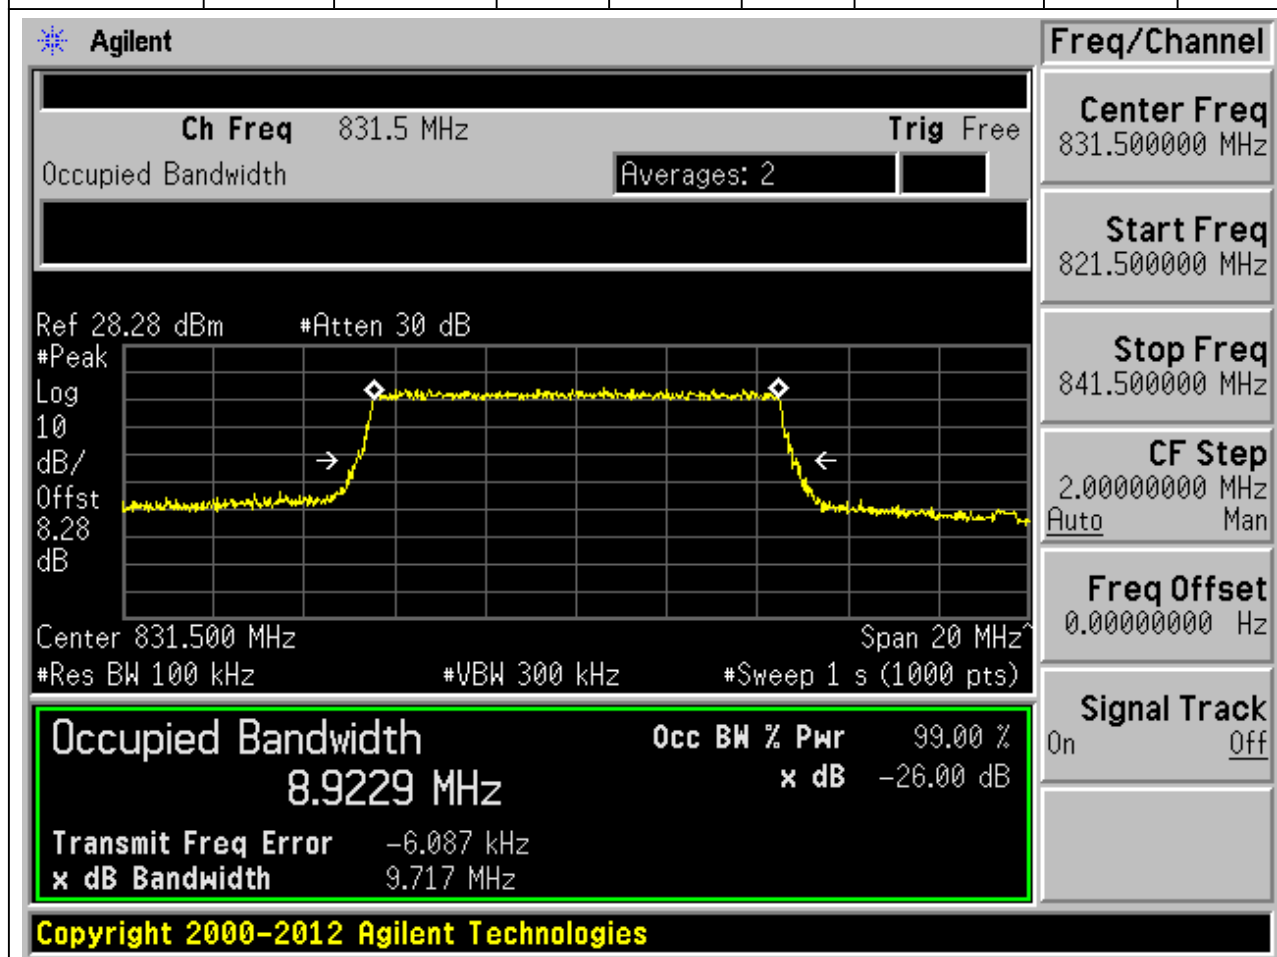 Agilent
Freq/Channel
Ch Freq 831.5 MHz Trig Free
Occupied Bandwidth Averages: 2
Center Freq
831.500000 MHz
Start Freq
821.500000 MHz
Stop Freq
841.500000 MHz
CF Step
2.00000000 MHz
Auto Man
Freq Offset
0.00000000 Hz
Signal Track
On Off
Ref 28.28 dBm #Atten 30 dB
#Peak
Log
10
dB/
Offst
8.28
dB
Center 831.500 MHz Span 20 MHz^
#Res BW 100 kHz #VBW 300 kHz #Sweep 1 s (1000 pts)
Occupied Bandwidth Occ BW % Pwr 99.00 %
8.9229 MHz x dB -26.00 dB
Transmit Freq Error -6.087 kHz
x dB Bandwidth 9.717 MHz
Copyright 2000-2012 Agilent Technologies